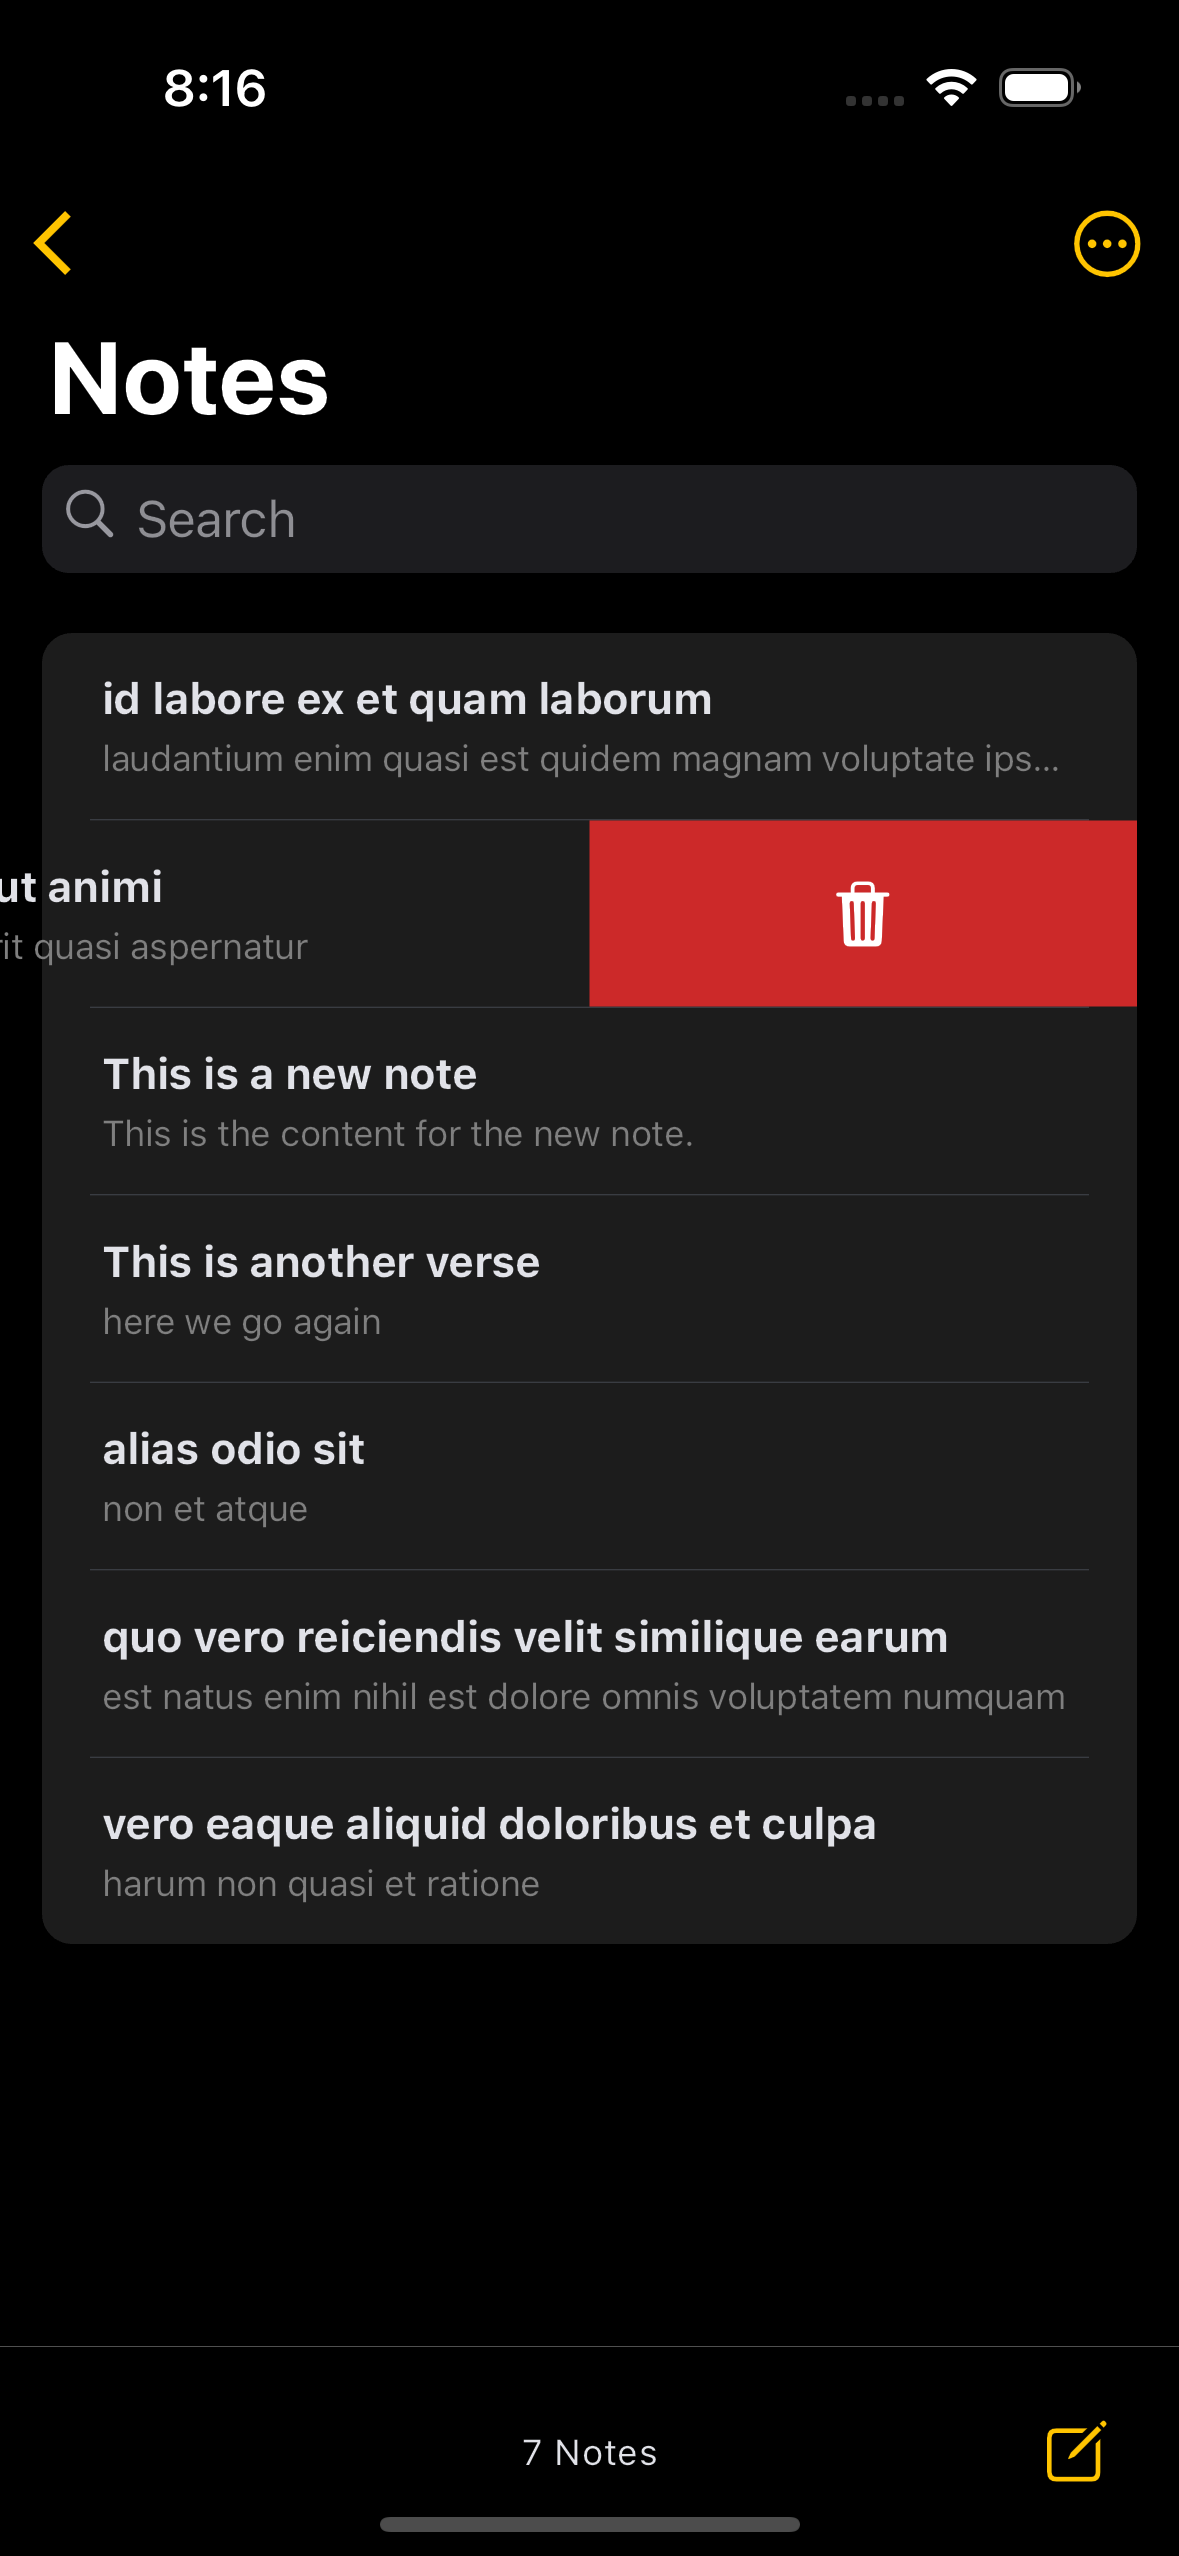 8:16
Notes
Search
id labore ex et quam laborum
laudantium enim quasi est quidem magnam voluptate ips...
ut animi
quasi aspernatur
This is a new note
This is the content for the new note.
This is another verse
here we go again
alias odio sit
non et atque
quo vero reiciendis velit similique earum
est natus enim nihil est dolore omnis voluptatem numquam
vero eaque aliquid doloribus et culpa
harum non quasi et ratione
7 Notes